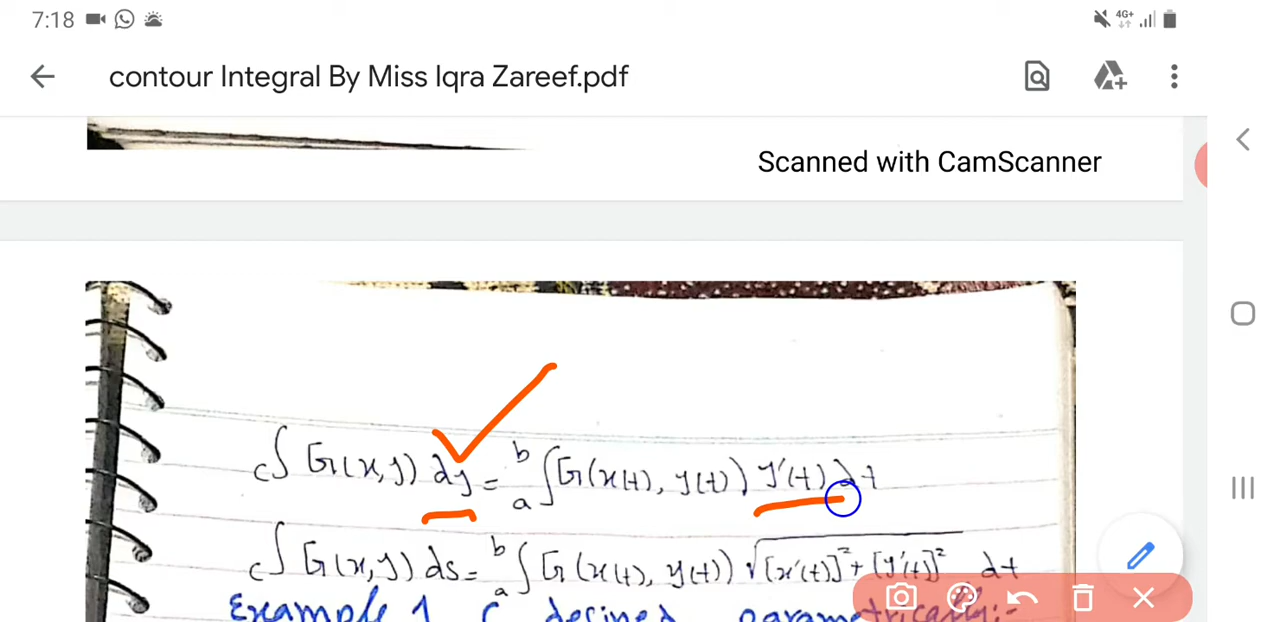 7:18 4G+
contour Integral By Miss Iqra Zareef.pdf
Scanned with CamScanner
c∫ G(x,y) dy = a∫b G(x(t), y(t)) y'(t) dt
c∫ G(x,y) ds = a∫b G(x(t), y(t)) √[x'(t)]²+[y'(t)]² dt
Example 1 C defined parametrically:-